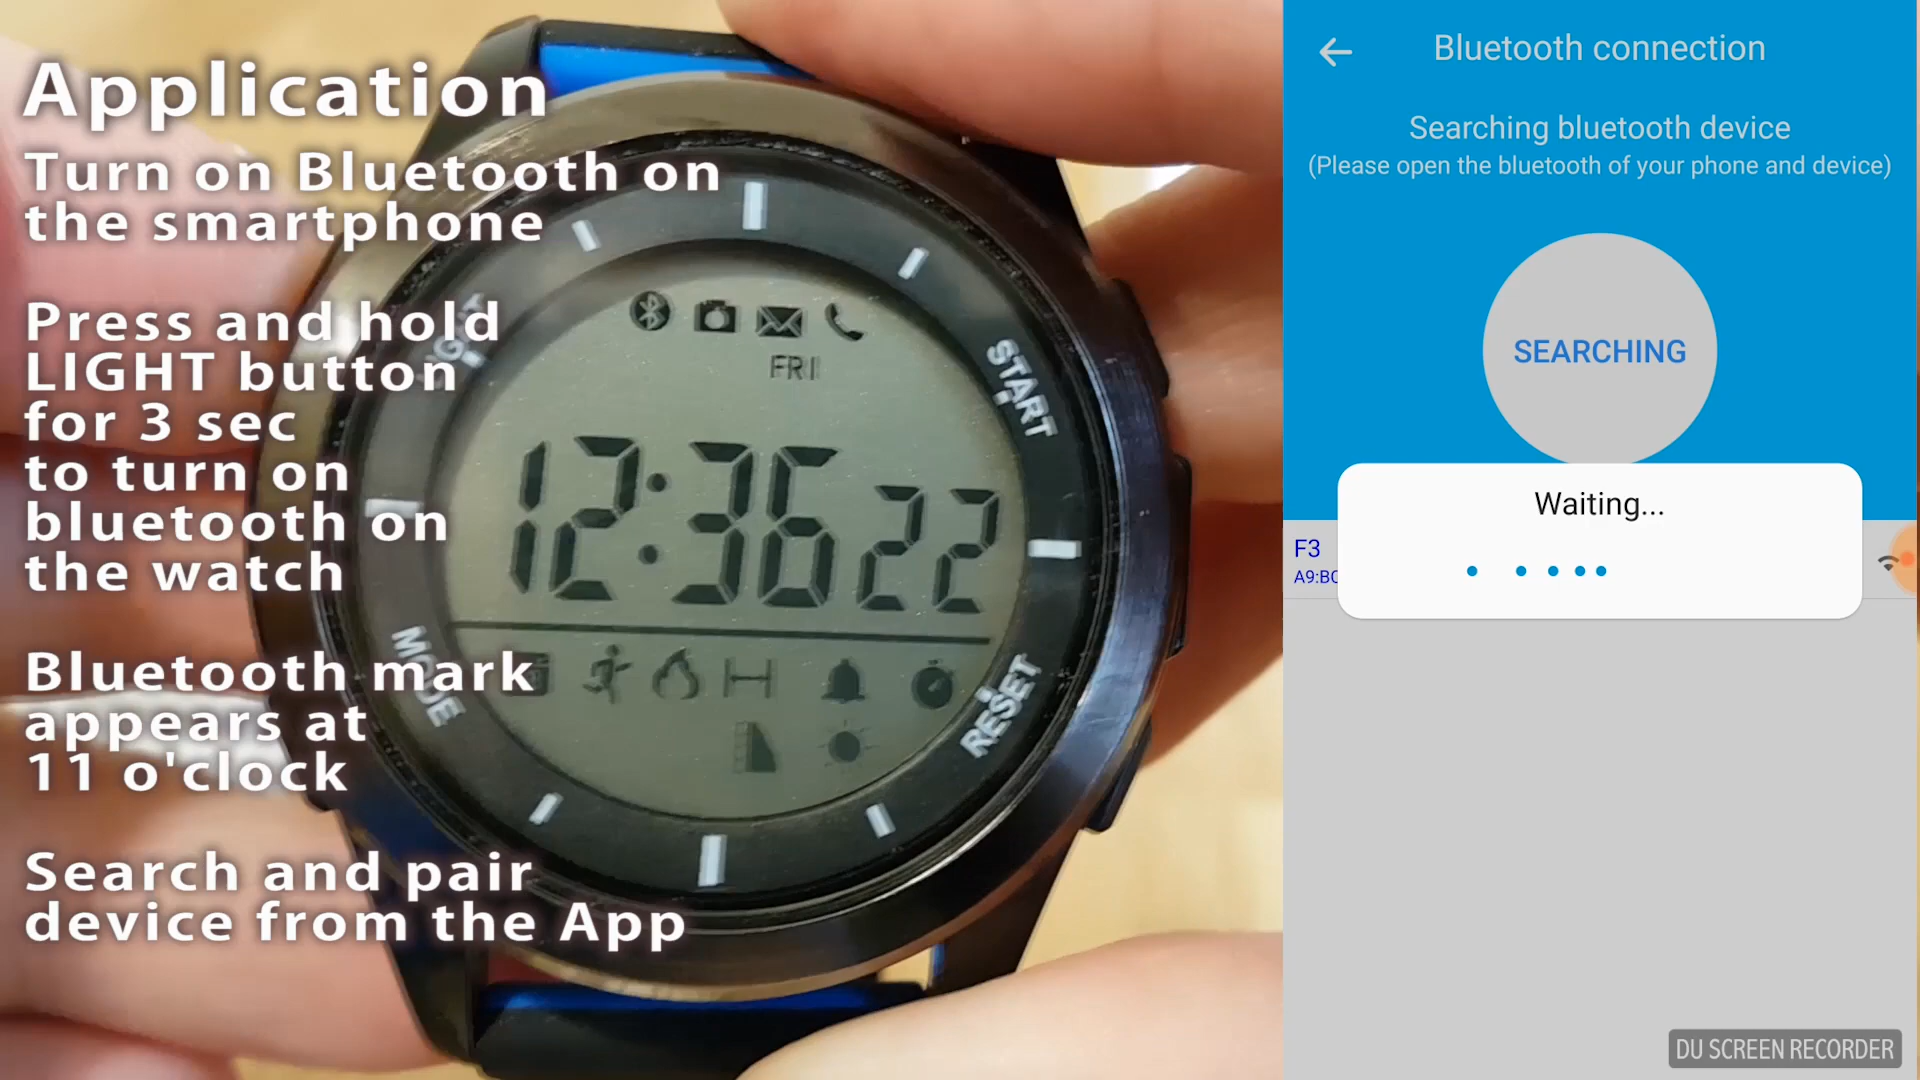 Application
Turn on Bluetooth on
the smartphone
Press and hold
LIGHT button
for 3 sec
to turn on
bluetooth on
the watch
Bluetooth mark
appears at
11 o'clock
Search and pair
device from the App
FRI
12:36 22
START
RESET
MODE
Bluetooth connection
Searching bluetooth device
(Please open the bluetooth of your phone and device)
SEARCHING
Waiting...
F3
DU SCREEN RECORDER